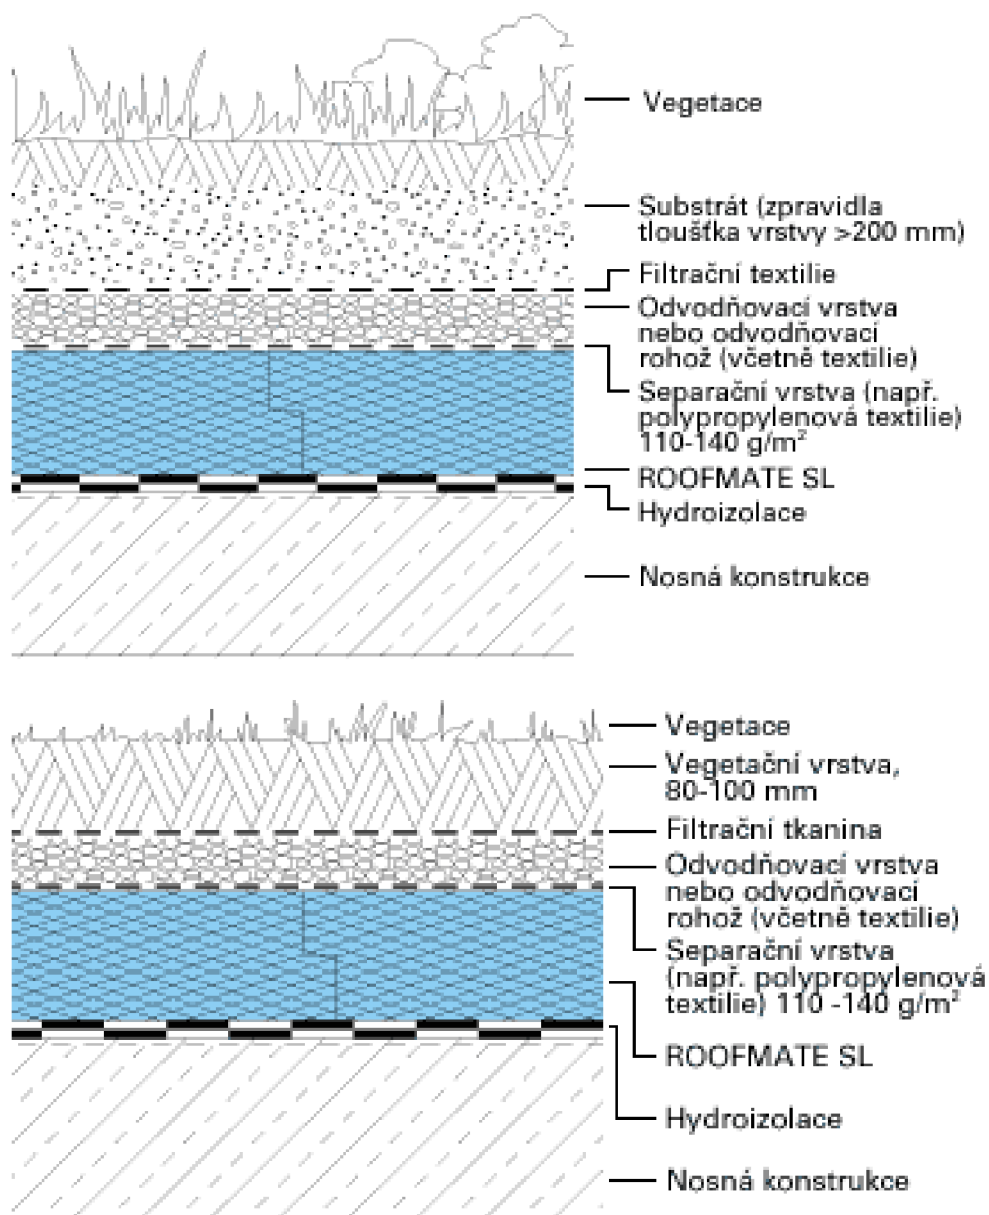 Vegetace
Substrát (zpravidla
tloušťka vrstvy >200 mm)
Filtrační textilie
Odvodňovací vrstva
nebo odvodňovací
rohož (včetně textilie)
Separační vrstva (např.
polypropylenová textilie)
110-140 g/m²
ROOFMATE SL
Hydroizolace
Nosná konstrukce
Vegetace
Vegetační vrstva,
80-100 mm
Filtrační tkanina
Odvodňovací vrstva
nebo odvodňovací
rohož (včetně textilie)
Separační vrstva
(např. polypropylenová
textilie) 110 -140 g/m²
ROOFMATE SL
Hydroizolace
Nosná konstrukce